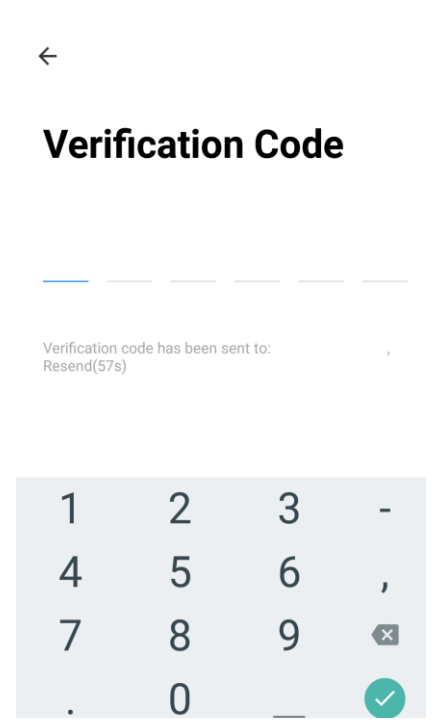 Verification Code
Verification code has been sent to: ,
Resend(57s)
1 2 3 -
4 5 6 ,
7 8 9
. 0